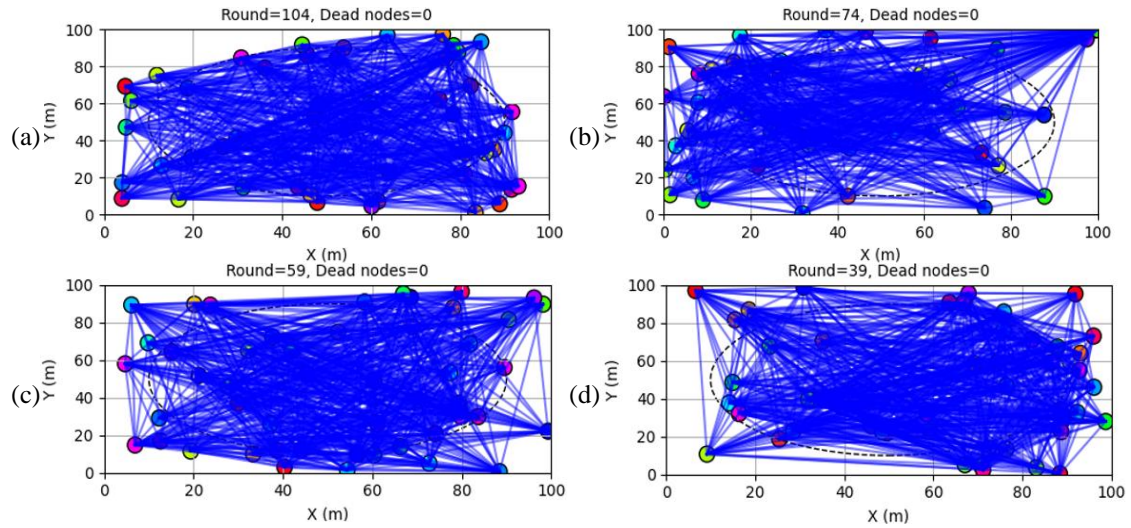 Round=104, Dead nodes=0
(a)
Y (m)
100
80
60
40
20
0
0 20 40 60 80 100
X (m)
Round=74, Dead nodes=0
(b)
Y (m)
100
80
60
40
20
0
0 20 40 60 80 100
X (m)
Round=59, Dead nodes=0
(c)
Y (m)
100
80
60
40
20
0
0 20 40 60 80 100
X (m)
Round=39, Dead nodes=0
(d)
Y (m)
100
80
60
40
20
0
0 20 40 60 80 100
X (m)